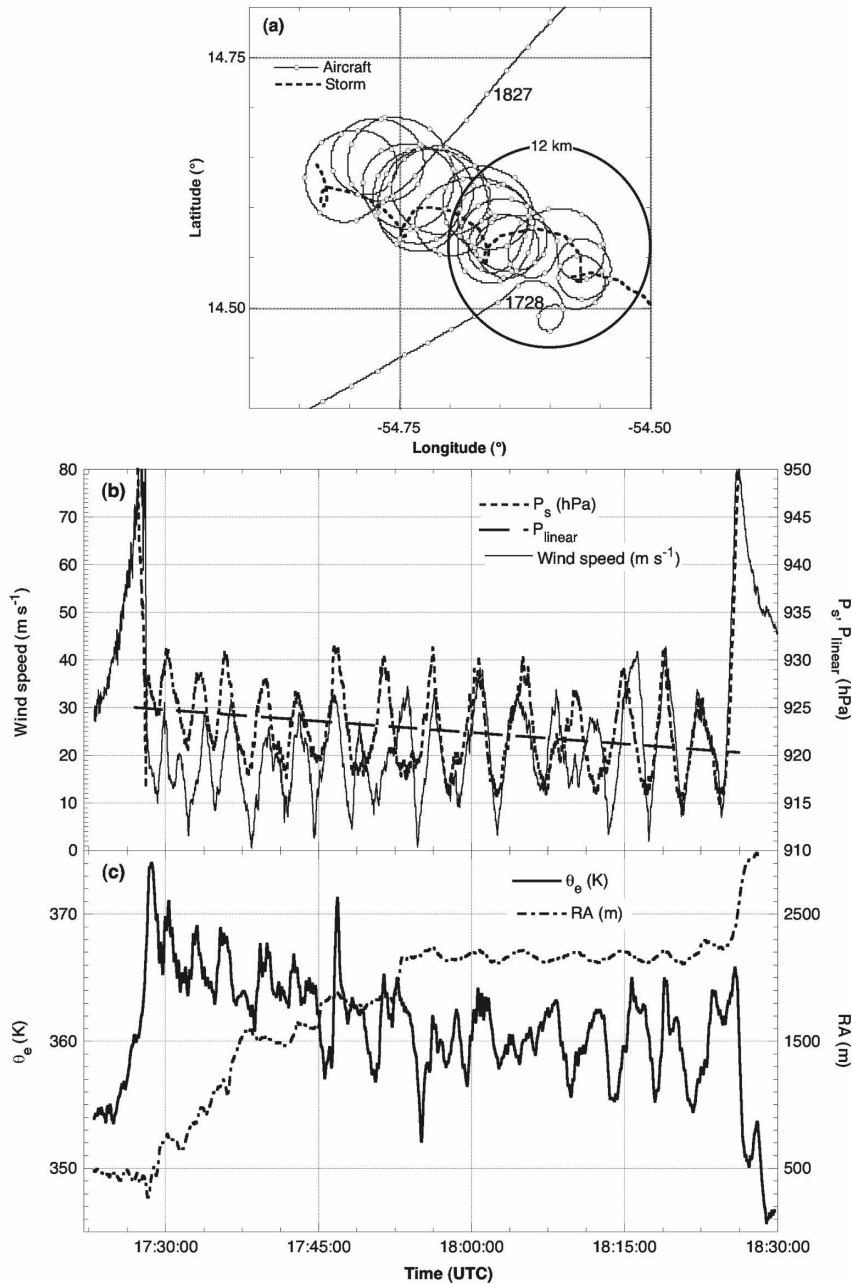 (a)
14.75
Aircraft
Storm
1827
12 km
Latitude (°)
14.50
1728
-54.75
-54.50
Longitude (°)
80
(b)
950
P_s (hPa)
70
945
P_linear
Wind speed (m s⁻¹)
60
940
50
935
Wind speed (m s⁻¹)
P_s, P_linear (hPa)
40
930
30
925
20
920
10
915
0
910
(c)
θ_e (K)
RA (m)
370
2500
360
1500
θ_e (K)
RA (m)
350
500
17:30:00
17:45:00
18:00:00
18:15:00
18:30:00
Time (UTC)